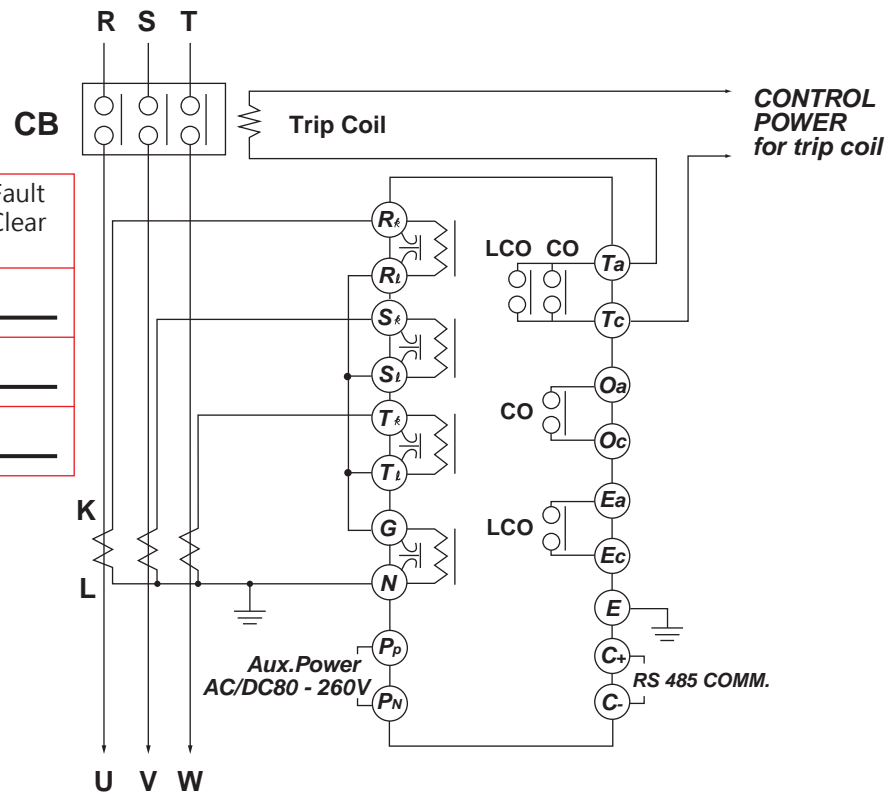 R S T
CB
Trip Coil
CONTROL
POWER
for trip coil
Fault
Clear
Rk
Rl
Sk
Sl
Tk
Tl
G
N
Pp
PN
LCO CO
Ta
Tc
CO
Oa
Oc
LCO
Ea
Ec
E
C+
C-
RS 485 COMM.
K
L
Aux.Power
AC/DC80 - 260V
U V W